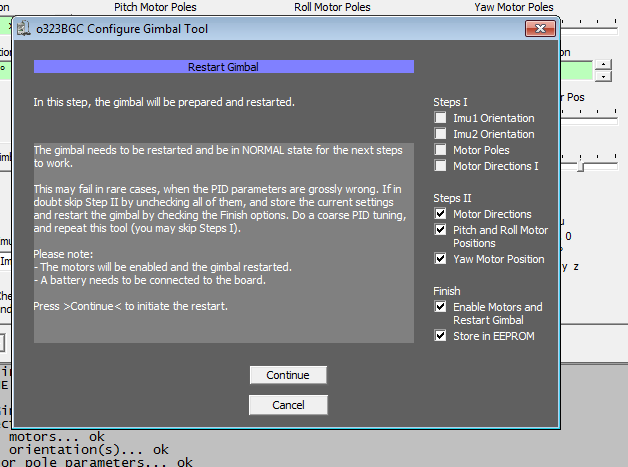 Pitch Motor Poles
Roll Motor Poles
Yaw Motor Poles
o323BGC Configure Gimbal Tool
Restart Gimbal
In this step, the gimbal will be prepared and restarted.
The gimbal needs to be restarted and be in NORMAL state for the next steps
to work.
This may fail in rare cases, when the PID parameters are grossly wrong. If in
doubt skip Step II by unchecking all of them, and store the current settings
and restart the gimbal by checking the Finish options. Do a coarse PID tuning,
and repeat this tool (you may skip Steps I).
Please note:
- The motors will be enabled and the gimbal restarted.
- A battery needs to be connected to the board.
Press >Continue< to initiate the restart.
Steps I
Imu1 Orientation
Imu2 Orientation
Motor Poles
Motor Directions I
Steps II
Motor Directions
Pitch and Roll Motor
Positions
Yaw Motor Position
Finish
Enable Motors and
Restart Gimbal
Store in EEPROM
Continue
Cancel
on
or Pos
0
y z
motors... ok
orientation(s)... ok
or pole parameters... ok